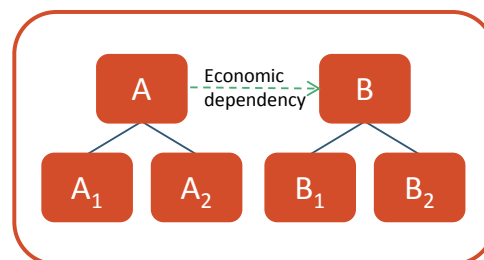 A
Economic
dependency
B
A₁
A₂
B₁
B₂